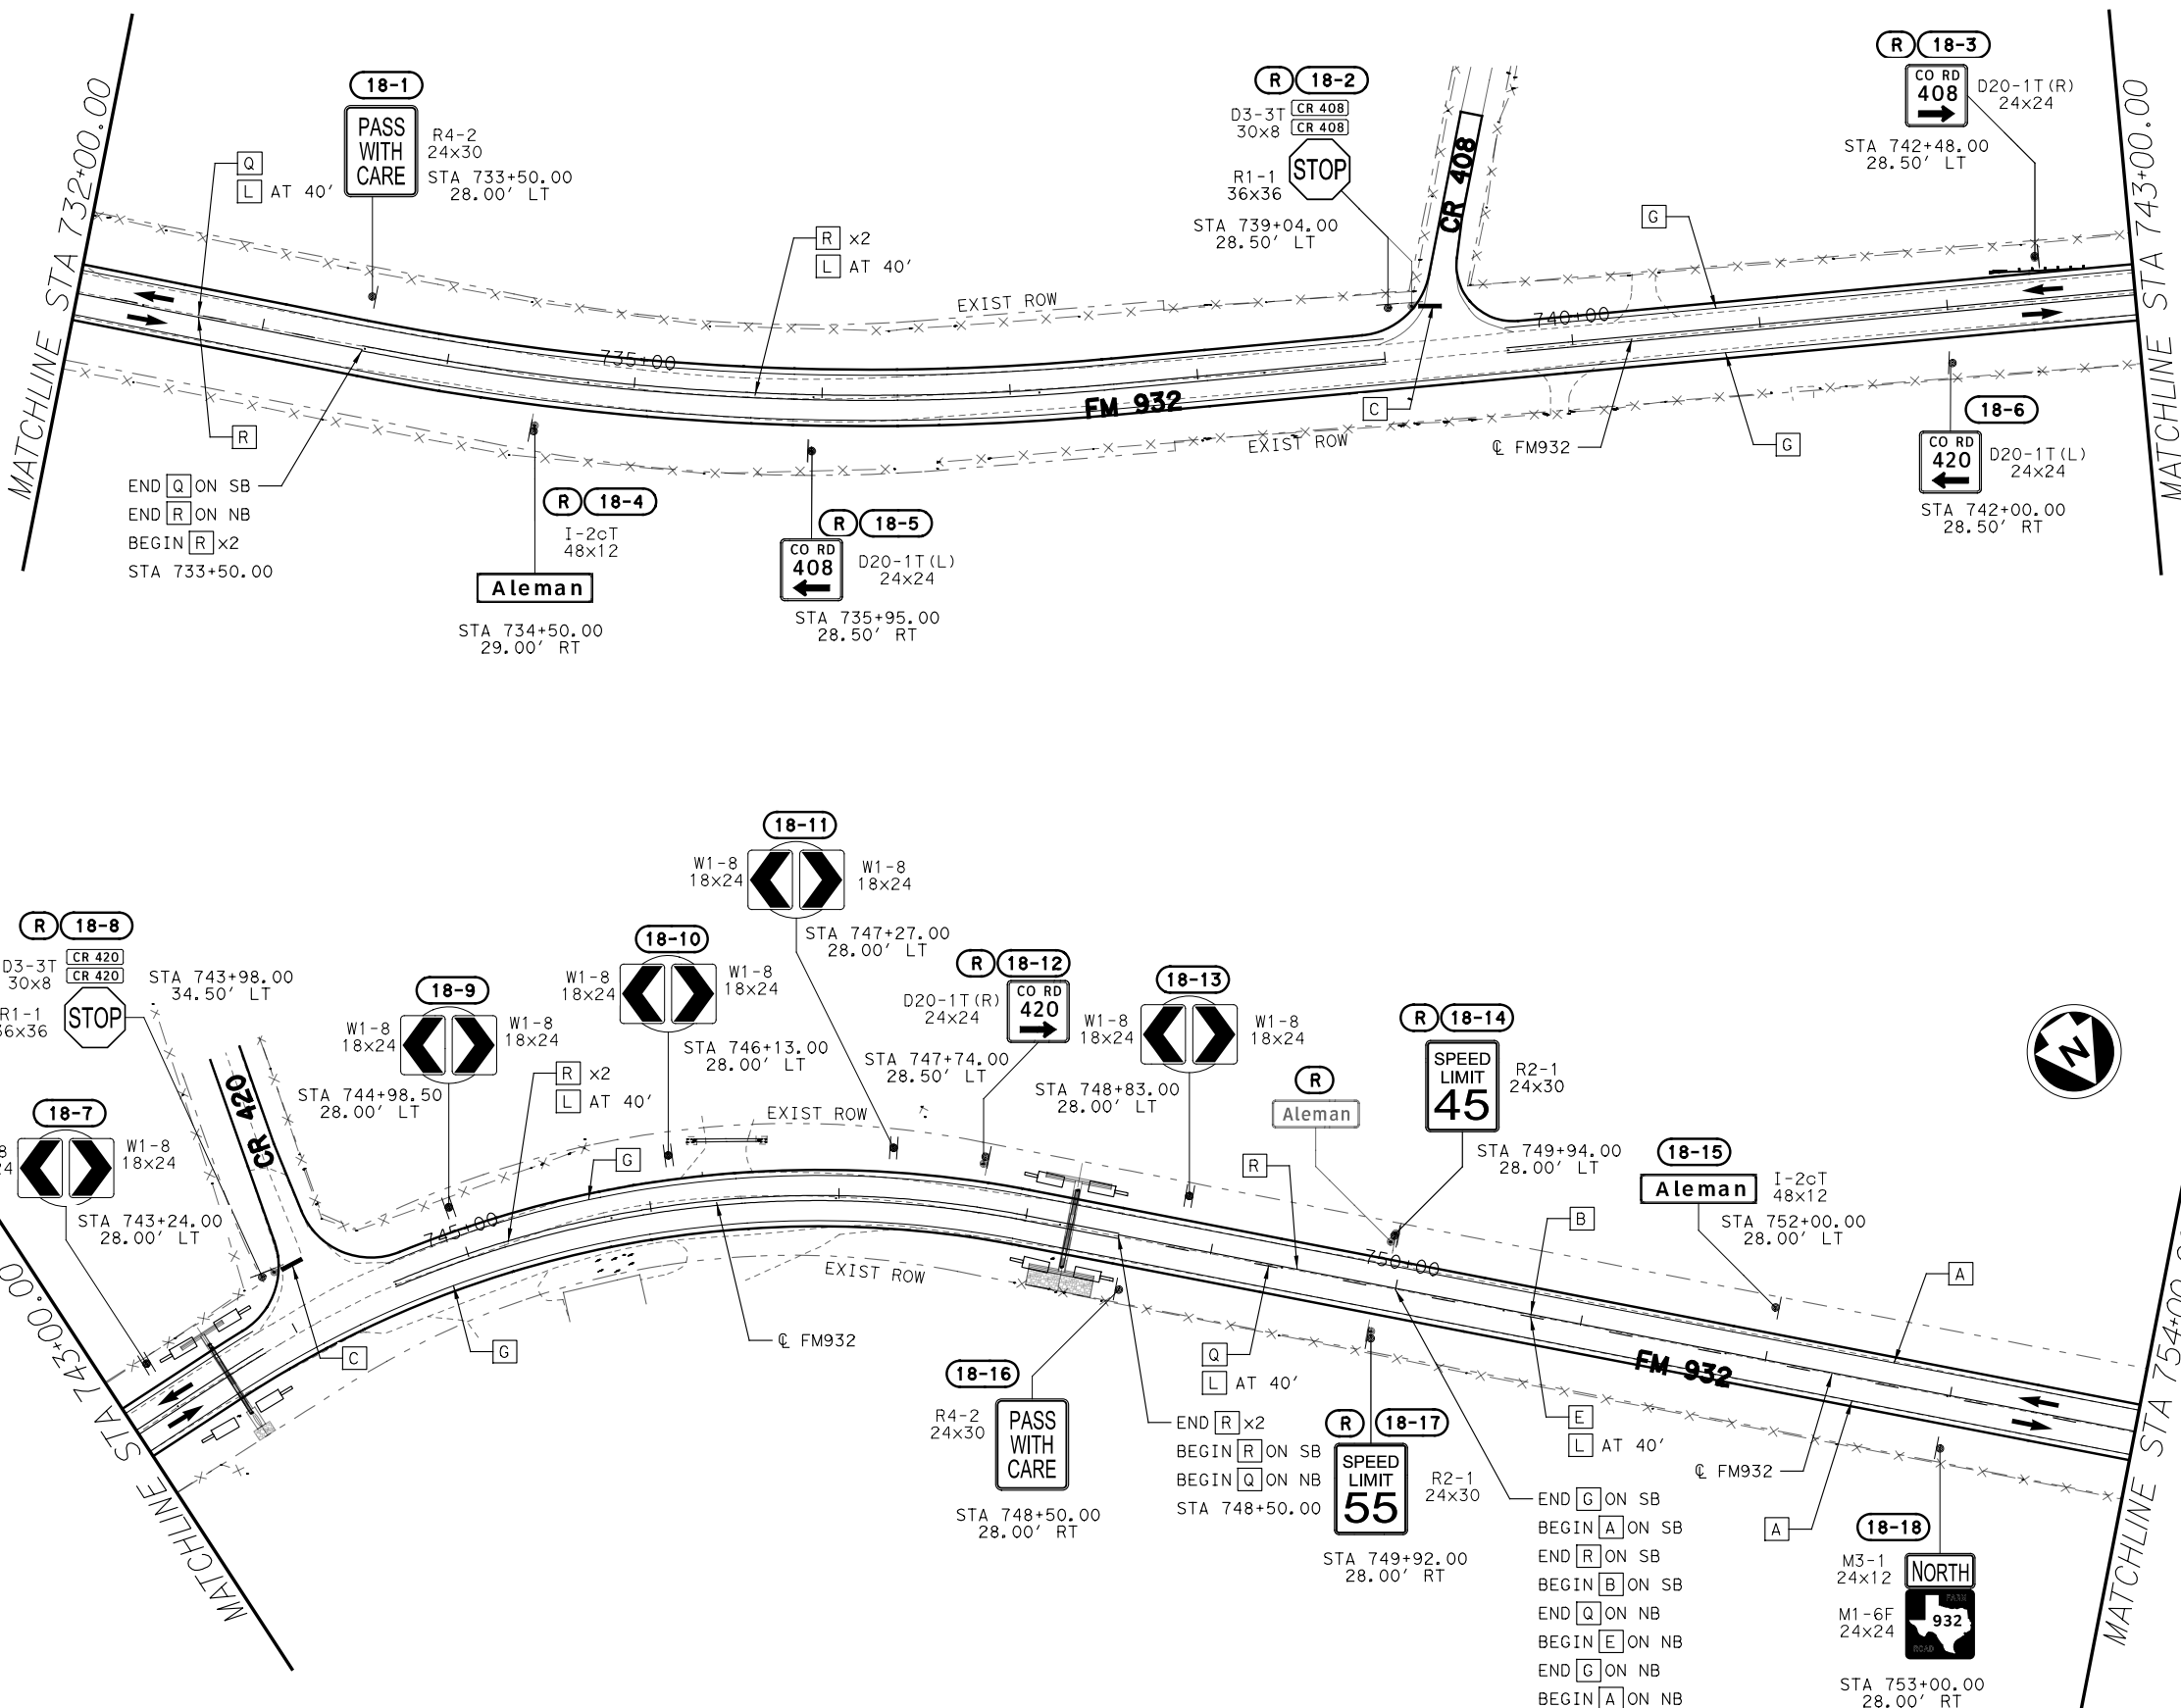 MATCHLINE STA 732+00.00
18-1
PASS
WITH
CARE
R4-2
24x30
STA 733+50.00
28.00' LT
Q
L AT 40'
R
END Q ON SB
END R ON NB
BEGIN R x2
STA 733+50.00
735+00
R x2
L AT 40'
EXIST ROW
R 18-4
I-2cT
48x12
Aleman
STA 734+50.00
29.00' RT
R 18-5
CO RD
408
D20-1T(L)
24x24
STA 735+95.00
28.50' RT
FM 932
R 18-2
D3-3T
30x8
CR 408
CR 408
STOP
R1-1
36x36
STA 739+04.00
28.50' LT
CR 408
C
EXIST ROW
740+00
G
℄ FM932
G
R 18-3
CO RD
408
D20-1T(R)
24x24
STA 742+48.00
28.50' LT
18-6
CO RD
420
D20-1T(L)
24x24
STA 742+00.00
28.50' RT
MATCHLINE STA 743+00.00
R 18-8
D3-3T
30x8
CR 420
CR 420
STOP
R1-1
36x36
STA 743+98.00
34.50' LT
18-7
W1-8
18x24
STA 743+24.00
28.00' LT
MATCHLINE STA 743+00.00
CR 420
C
18-9
W1-8
18x24
W1-8
18x24
STA 744+98.50
28.00' LT
745+00
R x2
L AT 40'
G
G
18-10
W1-8
18x24
W1-8
18x24
STA 746+13.00
28.00' LT
18-11
W1-8
18x24
W1-8
18x24
STA 747+27.00
28.00' LT
EXIST ROW
EXIST ROW
℄ FM932
R 18-12
D20-1T(R)
24x24
CO RD
420
STA 747+74.00
28.50' LT
18-13
W1-8
18x24
W1-8
18x24
STA 748+83.00
28.00' LT
R
R
Aleman
R 18-14
SPEED
LIMIT
45
R2-1
24x30
STA 749+94.00
28.00' LT
750+00
B
18-15
Aleman
I-2cT
48x12
STA 752+00.00
28.00' LT
A
18-16
R4-2
24x30
PASS
WITH
CARE
STA 748+50.00
28.00' RT
Q
L AT 40'
END R x2
BEGIN R ON SB
BEGIN Q ON NB
STA 748+50.00
R 18-17
SPEED
LIMIT
55
R2-1
24x30
STA 749+92.00
28.00' RT
E
L AT 40'
FM 932
℄ FM932
A
END G ON SB
BEGIN A ON SB
END R ON SB
BEGIN B ON SB
END Q ON NB
BEGIN E ON NB
END G ON NB
BEGIN A ON NB
18-18
M3-1
24x12
NORTH
M1-6F
24x24
FARM
932
ROAD
STA 753+00.00
28.00' RT
N
MATCHLINE STA 754+00